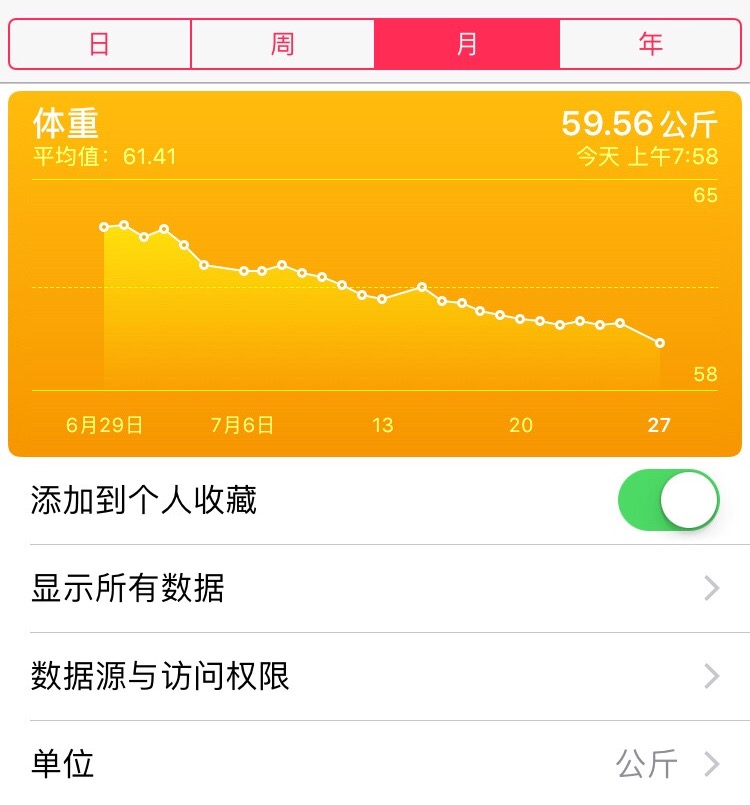 日 周 月 年
体重 59.56公斤
平均值：61.41 今天 上午7:58
65
58
6月29日 7月6日 13 20 27
添加到个人收藏
显示所有数据
数据源与访问权限
单位 公斤